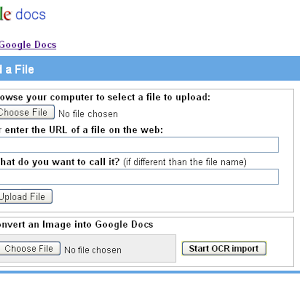 le docs
Google Docs
d a File
owse your computer to select a file to upload:
Choose File No file chosen
r enter the URL of a file on the web:
hat do you want to call it? (if different than the file name)
Upload File
nvert an Image into Google Docs
Choose File No file chosen Start OCR import